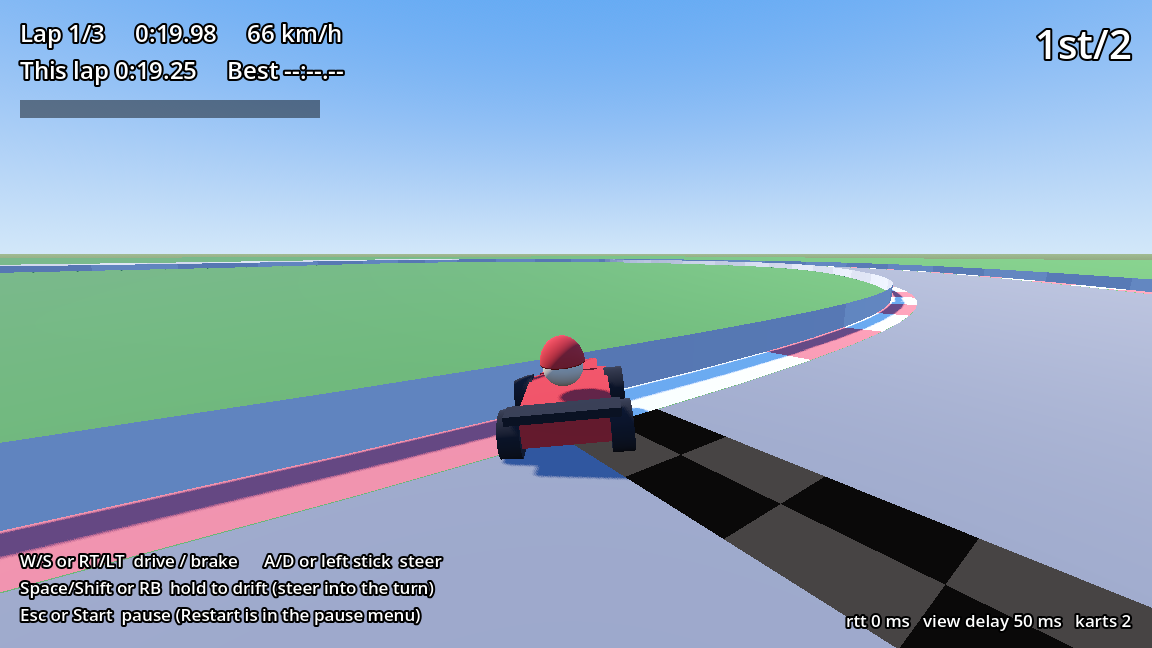 Lap 1/3 0:19.98 66 km/h
1st/2
This lap 0:19.25 Best --:--.--
W/S or RT/LT drive / brake A/D or left stick steer
Space/Shift or RB hold to drift (steer into the turn)
Esc or Start pause (Restart is in the pause menu)
rtt 0 ms view delay 50 ms karts 2